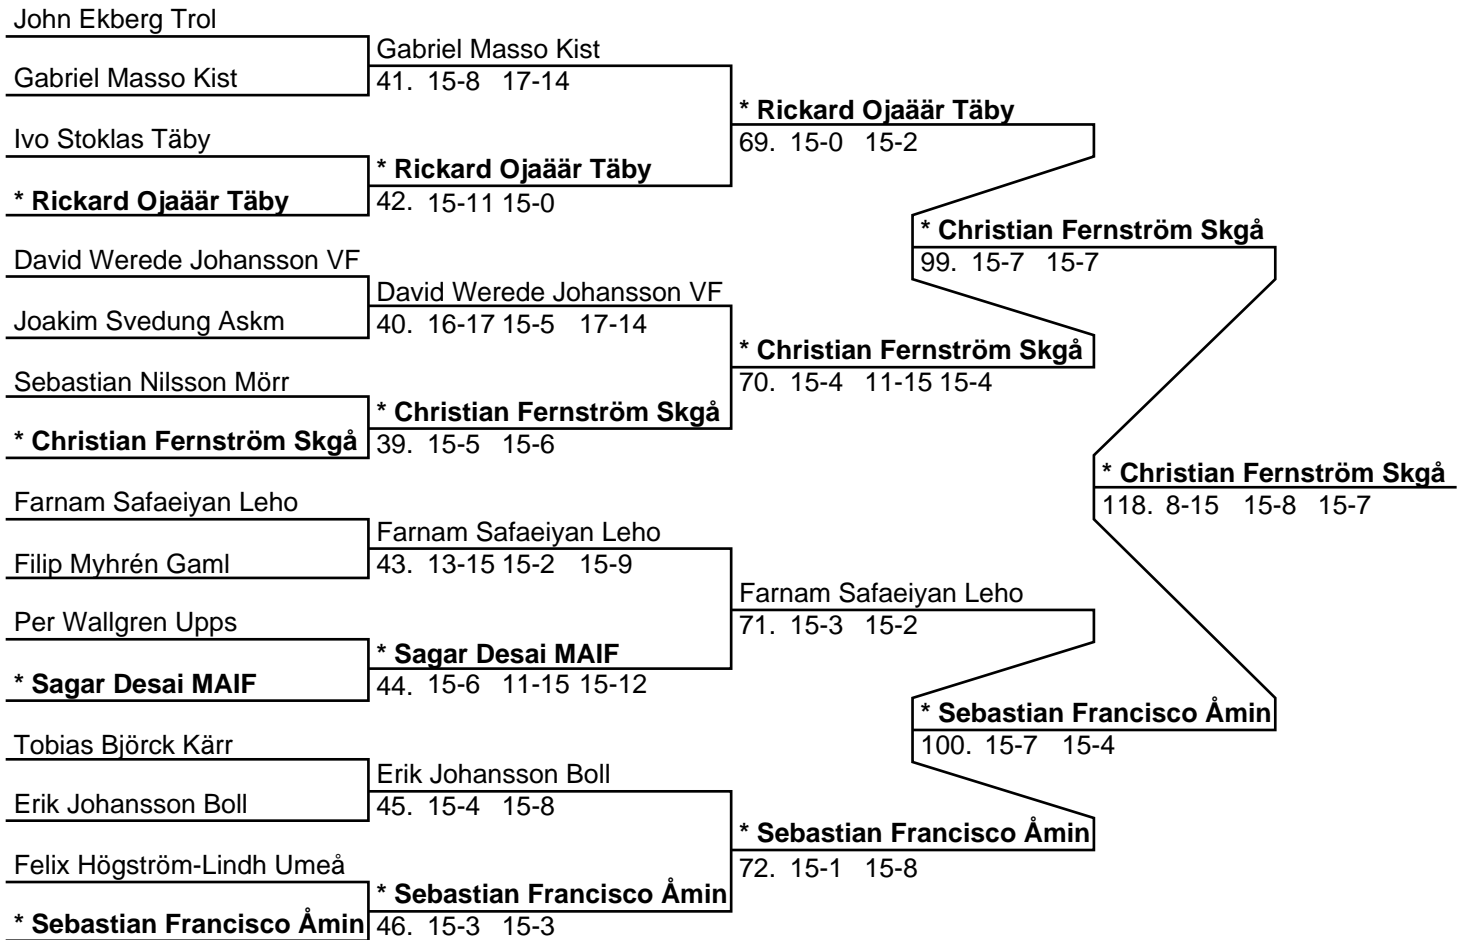 John Ekberg Trol
Gabriel Masso Kist
Gabriel Masso Kist
41. 15-8 17-14
* Rickard Ojaäär Täby
69. 15-0 15-2
Ivo Stoklas Täby
* Rickard Ojaäär Täby
* Rickard Ojaäär Täby
42. 15-11 15-0
* Christian Fernström Skgå
99. 15-7 15-7
David Werede Johansson VF
David Werede Johansson VF
Joakim Svedung Askm
40. 16-17 15-5 17-14
* Christian Fernström Skgå
70. 15-4 11-15 15-4
Sebastian Nilsson Mörr
* Christian Fernström Skgå
* Christian Fernström Skgå
39. 15-5 15-6
* Christian Fernström Skgå
118. 8-15 15-8 15-7
Farnam Safaeiyan Leho
Farnam Safaeiyan Leho
Filip Myhrén Gaml
43. 13-15 15-2 15-9
Farnam Safaeiyan Leho
71. 15-3 15-2
Per Wallgren Upps
* Sagar Desai MAIF
* Sagar Desai MAIF
44. 15-6 11-15 15-12
* Sebastian Francisco Åmin
100. 15-7 15-4
Tobias Björck Kärr
Erik Johansson Boll
Erik Johansson Boll
45. 15-4 15-8
* Sebastian Francisco Åmin
72. 15-1 15-8
Felix Högström-Lindh Umeå
* Sebastian Francisco Åmin
* Sebastian Francisco Åmin
46. 15-3 15-3